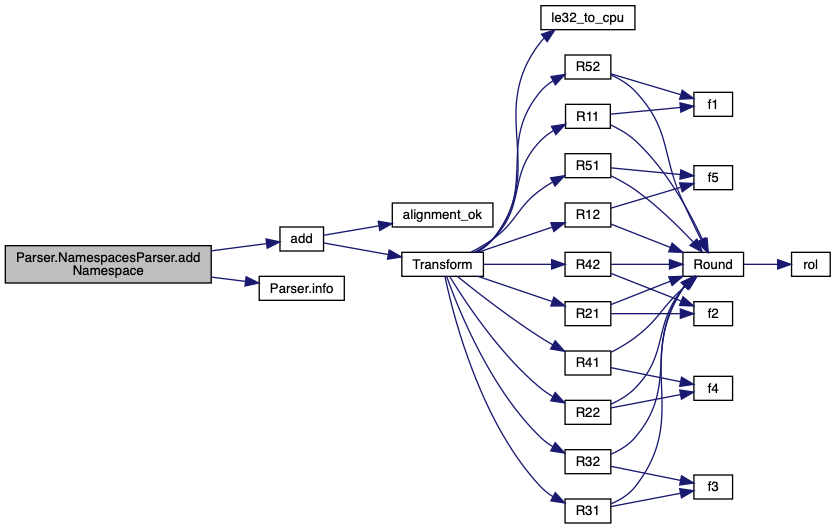 Parser.NamespacesParser.add
Namespace
add
Parser.info
alignment_ok
Transform
le32_to_cpu
R52
R11
R51
R12
R42
R21
R41
R22
R32
R31
f1
f5
Round
f2
f4
f3
rol